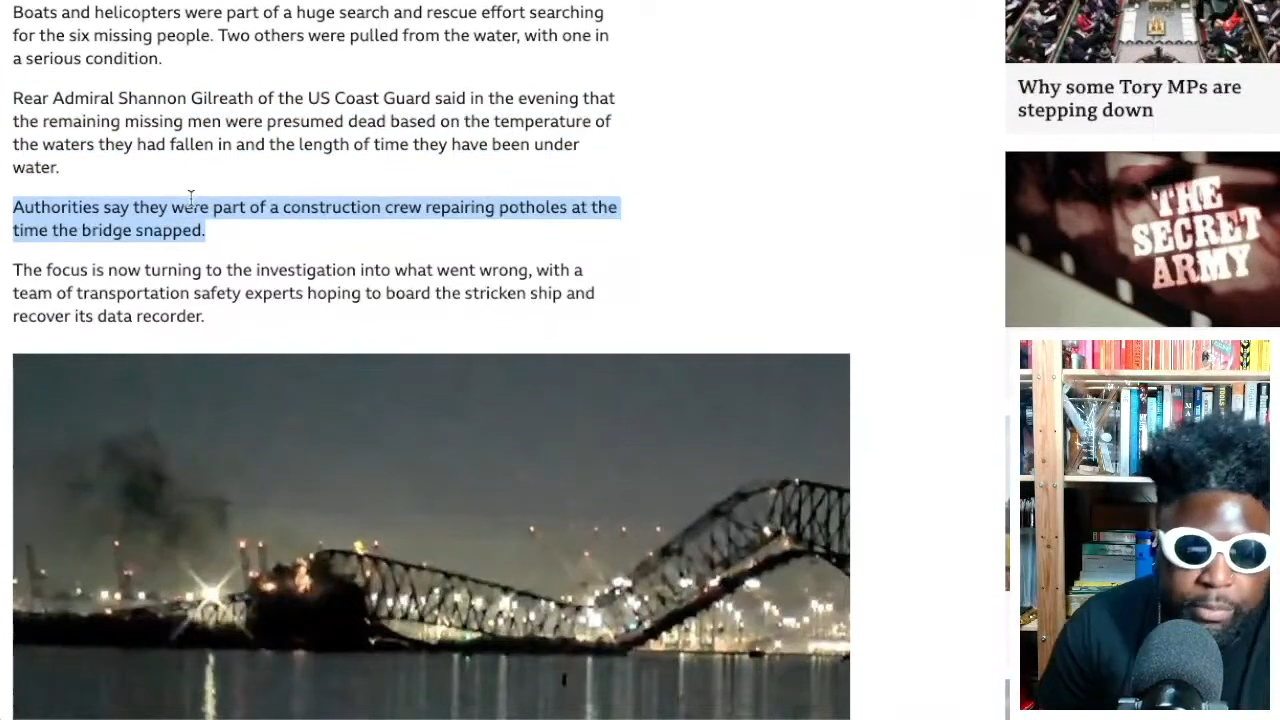 Boats and helicopters were part of a huge search and rescue effort searching
for the six missing people. Two others were pulled from the water, with one in
a serious condition.
Rear Admiral Shannon Gilreath of the US Coast Guard said in the evening that
the remaining missing men were presumed dead based on the temperature of
the waters they had fallen in and the length of time they have been under
water.
Authorities say they were part of a construction crew repairing potholes at the
time the bridge snapped.
The focus is now turning to the investigation into what went wrong, with a
team of transportation safety experts hoping to board the stricken ship and
recover its data recorder.
Why some Tory MPs are
stepping down
THE
SECRET
ARMY